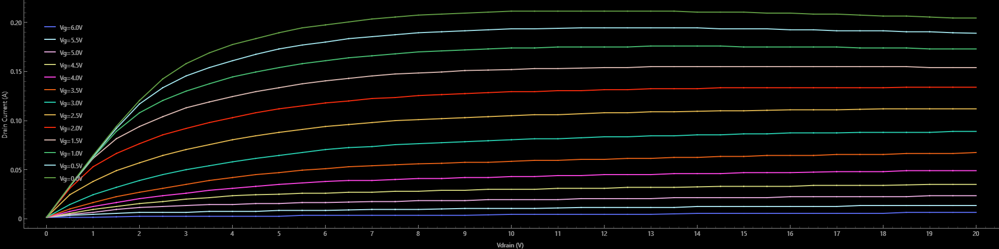 0.20
0.15
0.10
0.05
0
Drain Current (A)
Vg=6.0V
Vg=5.5V
Vg=5.0V
Vg=4.5V
Vg=4.0V
Vg=3.5V
Vg=3.0V
Vg=2.5V
Vg=2.0V
Vg=1.5V
Vg=1.0V
Vg=0.5V
Vg=0.0V
0 1 2 3 4 5 6 7 8 9 10 11 12 13 14 15 16 17 18 19 20
Vdrain (V)